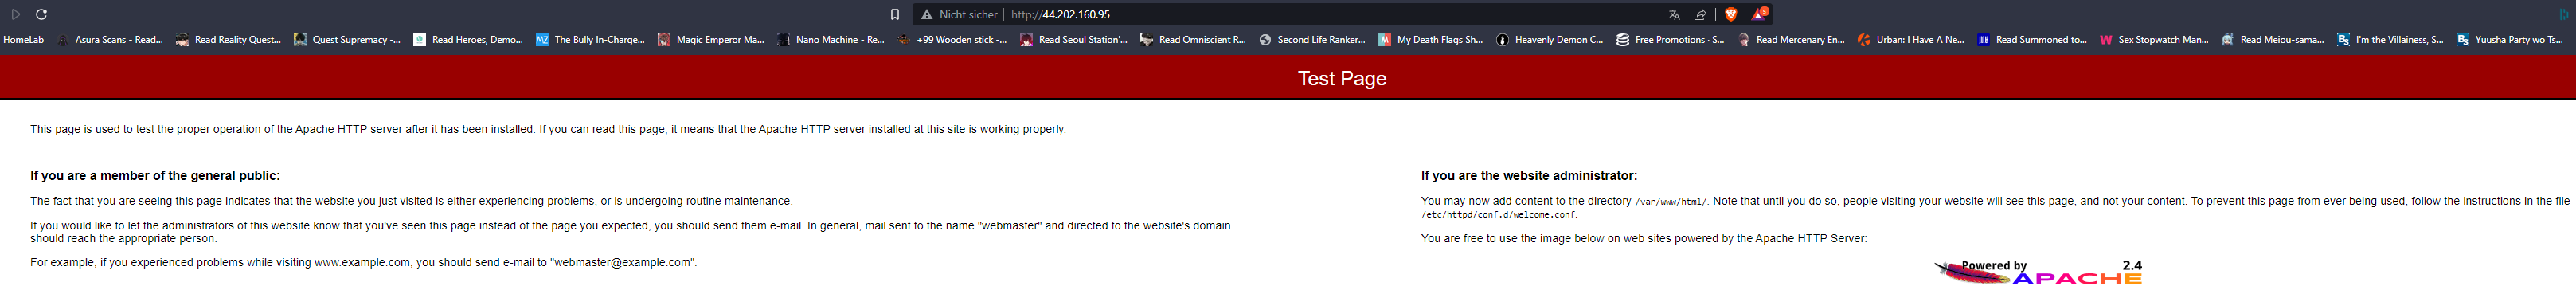 Nicht sicher http://44.202.160.95
HomeLab Asura Scans - Read... Read Reality Quest... Quest Supremacy -... Read Heroes, Demo... The Bully In-Charge... Magic Emperor Ma... Nano Machine - Re... +99 Wooden stick -... Read Seoul Station'... Read Omniscient R... Second Life Ranker... My Death Flags Sh... Heavenly Demon C... Free Promotions · S... Read Mercenary En... Urban: I Have A Ne... Read Summoned to... Sex Stopwatch Man... Read Meiou-sama... I'm the Villainess, S... Yuusha Party wo Ts...
Test Page
This page is used to test the proper operation of the Apache HTTP server after it has been installed. If you can read this page, it means that the Apache HTTP server installed at this site is working properly.
If you are a member of the general public:
The fact that you are seeing this page indicates that the website you just visited is either experiencing problems, or is undergoing routine maintenance.
If you would like to let the administrators of this website know that you've seen this page instead of the page you expected, you should send them e-mail. In general, mail sent to the name "webmaster" and directed to the website's domain
should reach the appropriate person.
For example, if you experienced problems while visiting www.example.com, you should send e-mail to "webmaster@example.com".
If you are the website administrator:
You may now add content to the directory /var/www/html/. Note that until you do so, people visiting your website will see this page, and not your content. To prevent this page from ever being used, follow the instructions in the file
/etc/httpd/conf.d/welcome.conf.
You are free to use the image below on web sites powered by the Apache HTTP Server:
Powered by 2.4
APACHE